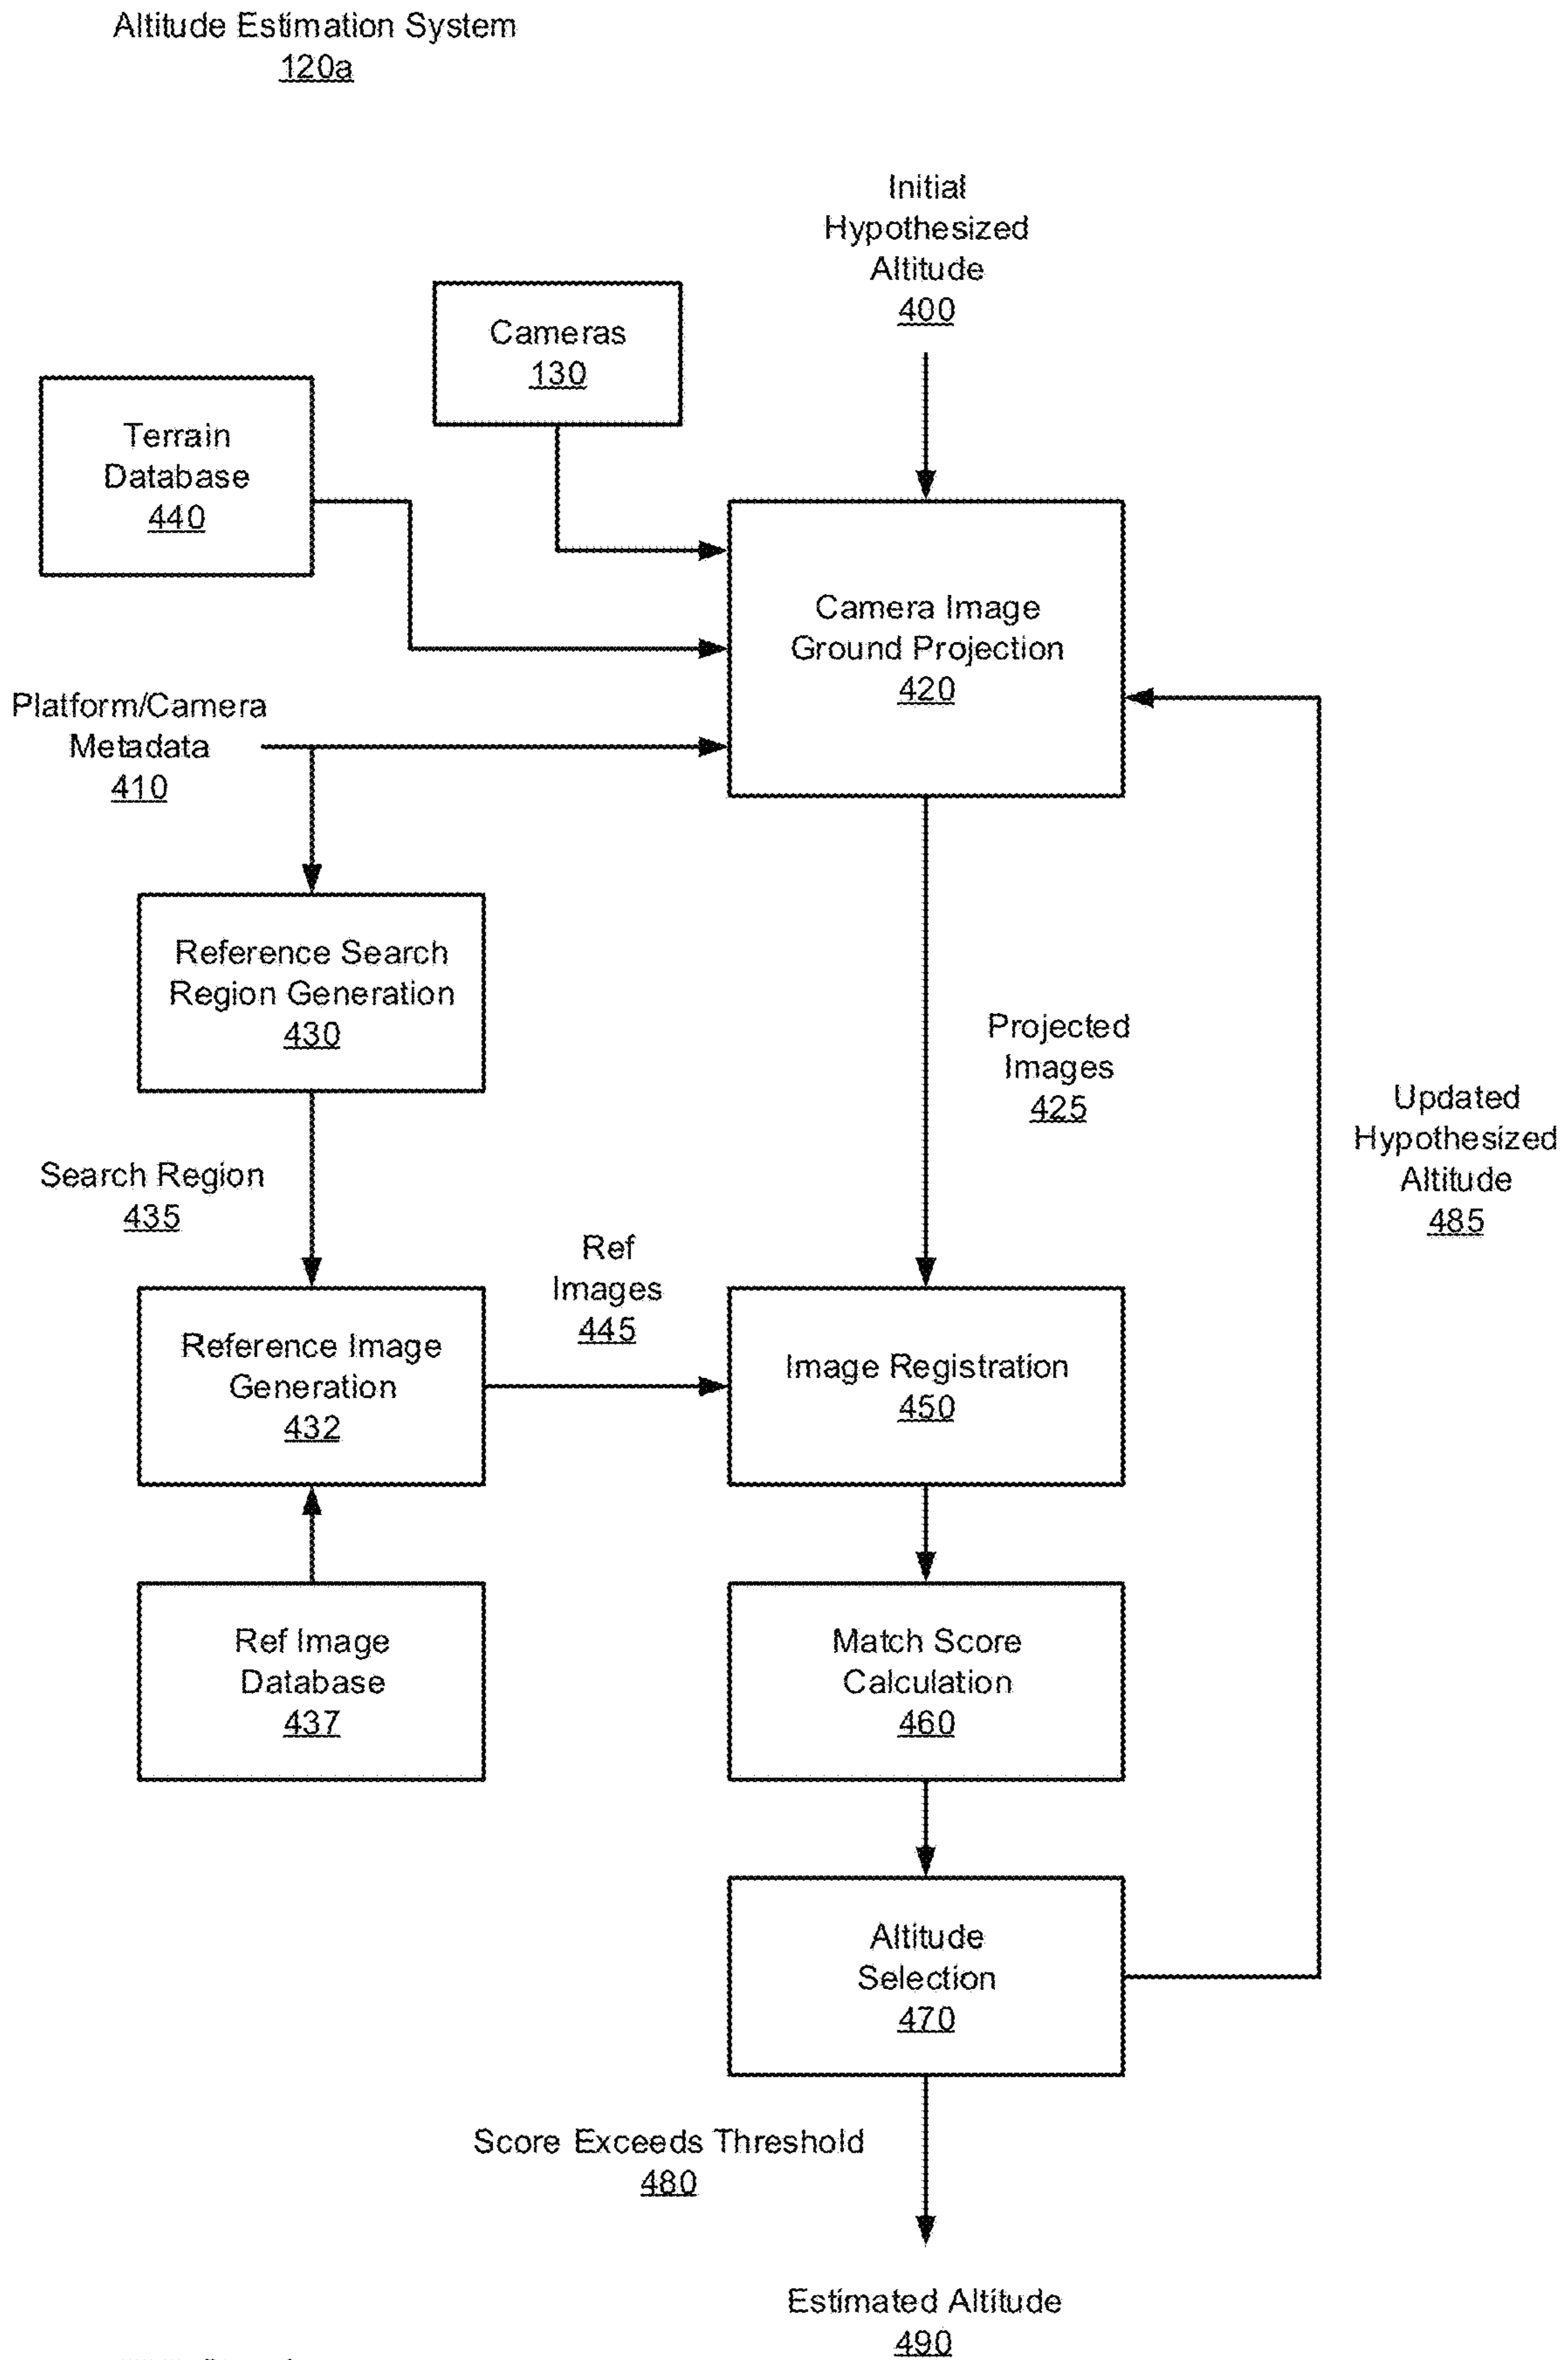 Altitude Estimation System
120a
Initial
Hypothesized
Altitude
400
Cameras
130
Terrain
Database
440
Camera Image
Ground Projection
420
Platform/Camera
Metadata
410
Reference Search
Region Generation
430
Projected
Images
425
Updated
Hypothesized
Altitude
485
Search Region
435
Ref
Images
445
Reference Image
Generation
432
Image Registration
450
Ref Image
Database
437
Match Score
Calculation
460
Altitude
Selection
470
Score Exceeds Threshold
480
Estimated Altitude
490